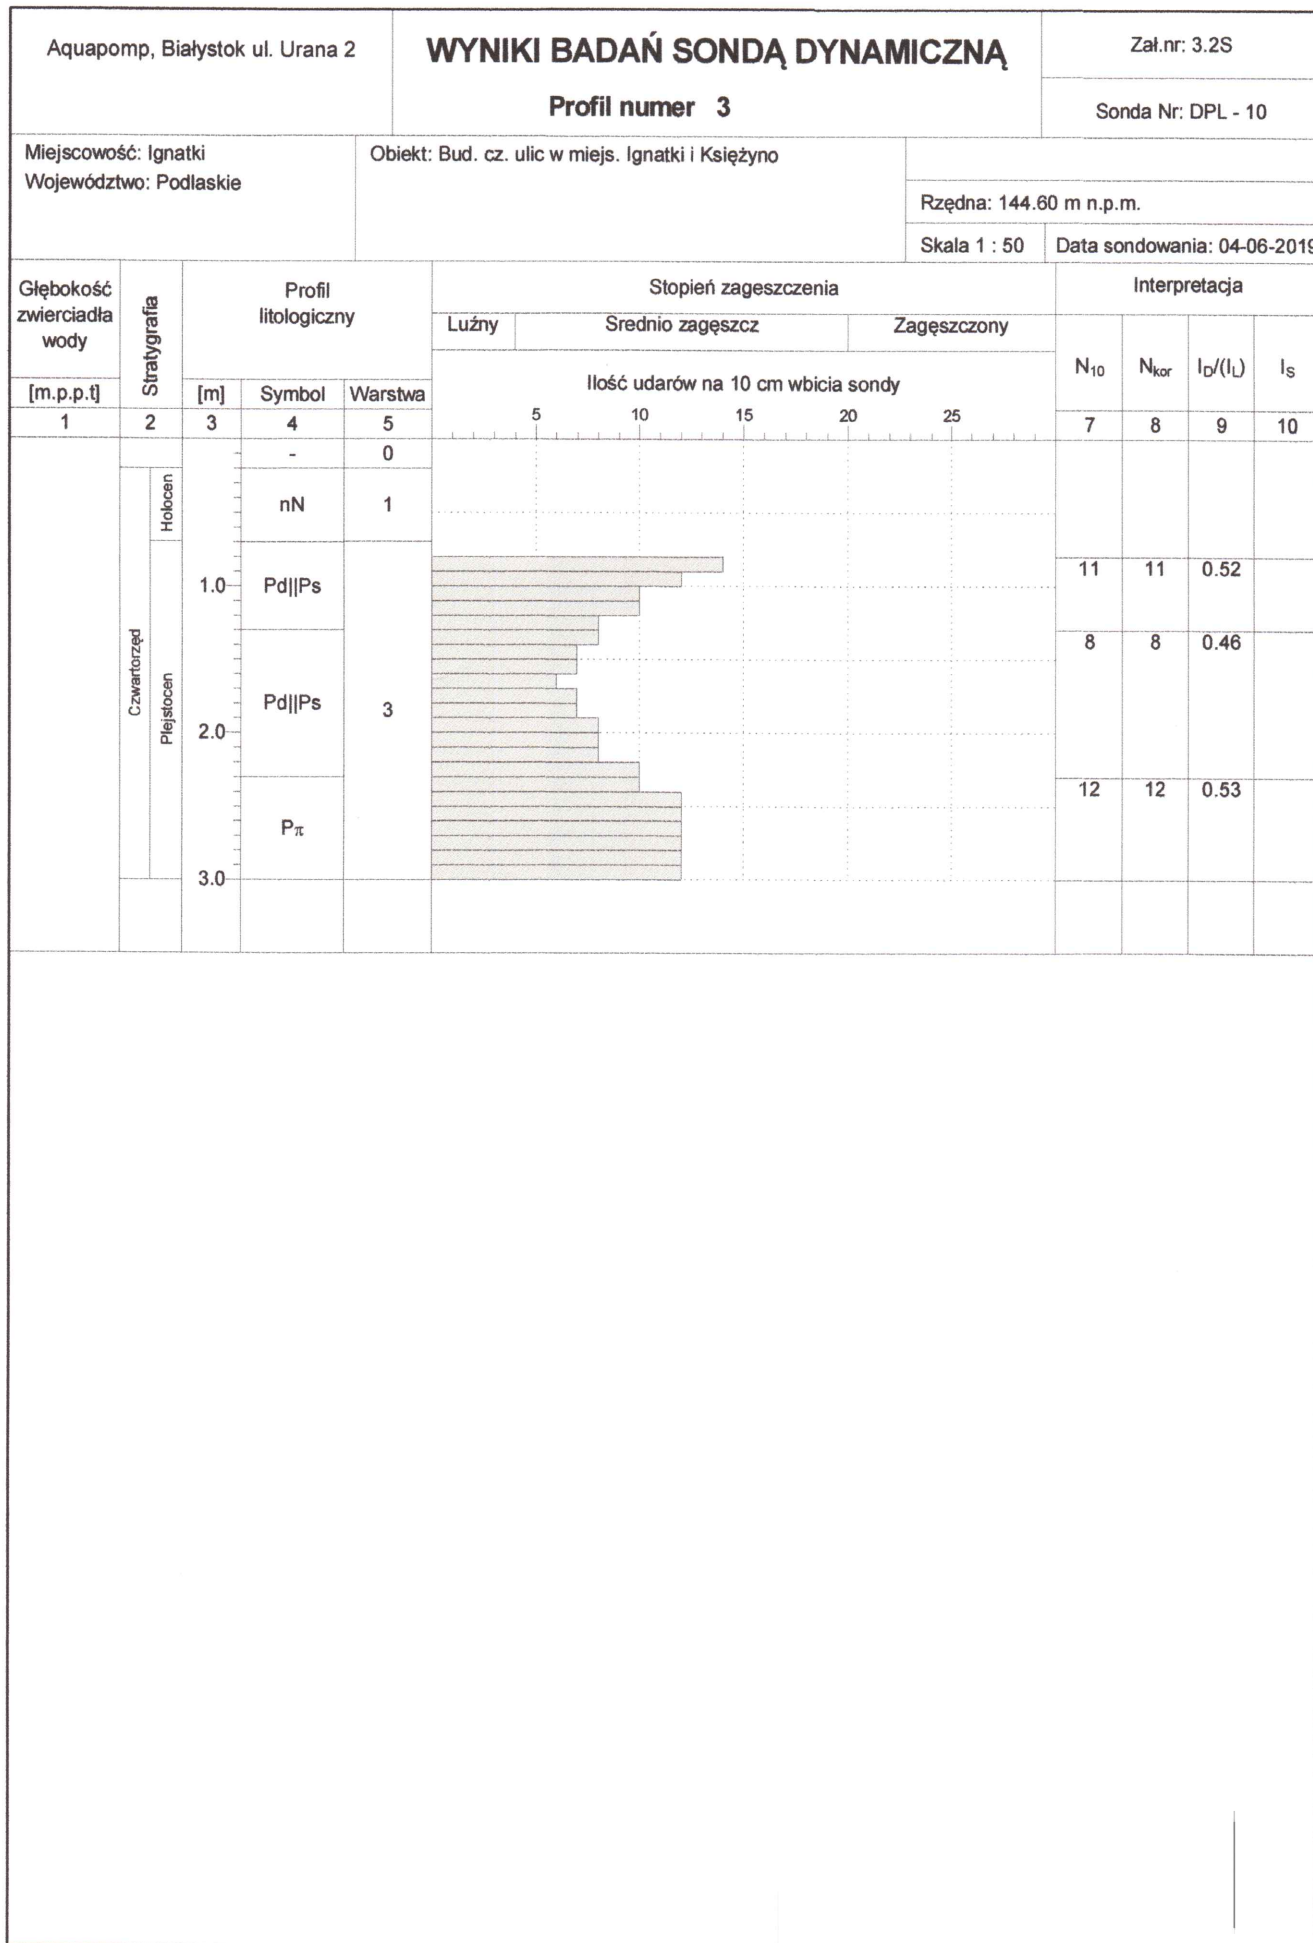 Aquapomp, Białystok ul. Urana 2
WYNIKI BADAŃ SONDĄ DYNAMICZNĄ
Profil numer 3
Zał.nr: 3.2S
Sonda Nr: DPL - 10
Miejscowość: Ignatki
Województwo: Podlaskie
Obiekt: Bud. cz. ulic w miejs. Ignatki i Księżyno
Rzędna: 144.60 m n.p.m.
Skala 1 : 50
Data sondowania: 04-06-2019
Głębokość
zwierciadła
wody
[m.p.p.t]
Stratygrafia
Profil
litologiczny
[m]
Symbol
Warstwa
Stopień zageszczenia
Luźny
Srednio zagęszcz
Zagęszczony
Ilość udarów na 10 cm wbicia sondy
5 10 15 20 25
Interpretacja
N10
Nkor
ID/(IL)
IS
1 2 3 4 5 7 8 9 10
- 0
Holocen
nN 1
Czwartorzęd
Plejstocen
1.0 Pd||Ps
11 11 0.52
8 8 0.46
Pd||Ps 3
2.0
12 12 0.53
Pπ
3.0